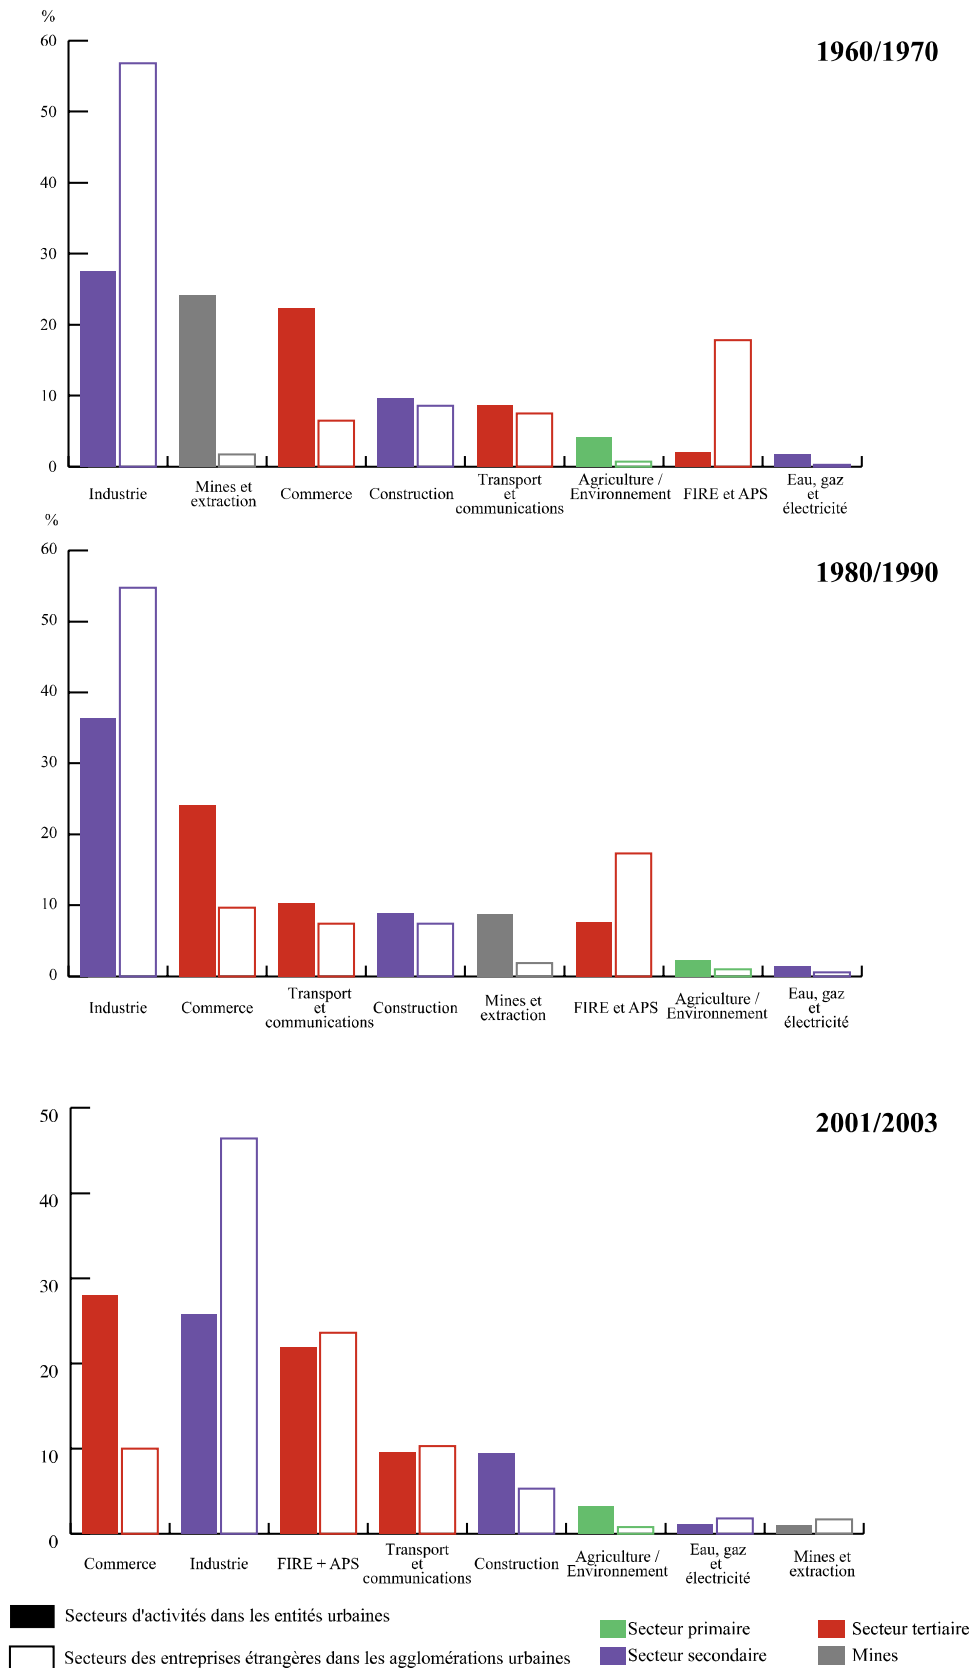 %
1960/1970
60
50
40
30
20
10
0
Industrie
Mines et
extraction
Commerce
Construction
Transport
et
communications
Agriculture /
Environnement
FIRE et APS
Eau, gaz
et
électricité
%
1980/1990
60
50
40
30
20
10
0
Industrie
Commerce
Transport
et
communications
Construction
Mines et
extraction
FIRE et APS
Agriculture /
Environnement
Eau, gaz
et
électricité
2001/2003
50
40
30
20
10
0
Commerce
Industrie
FIRE + APS
Transport
et
communications
Construction
Agriculture /
Environnement
Eau, gaz
et
électricité
Mines et
extraction
Secteurs d'activités dans les entités urbaines
Secteurs des entreprises étrangères dans les agglomérations urbaines
Secteur primaire
Secteur secondaire
Secteur tertiaire
Mines